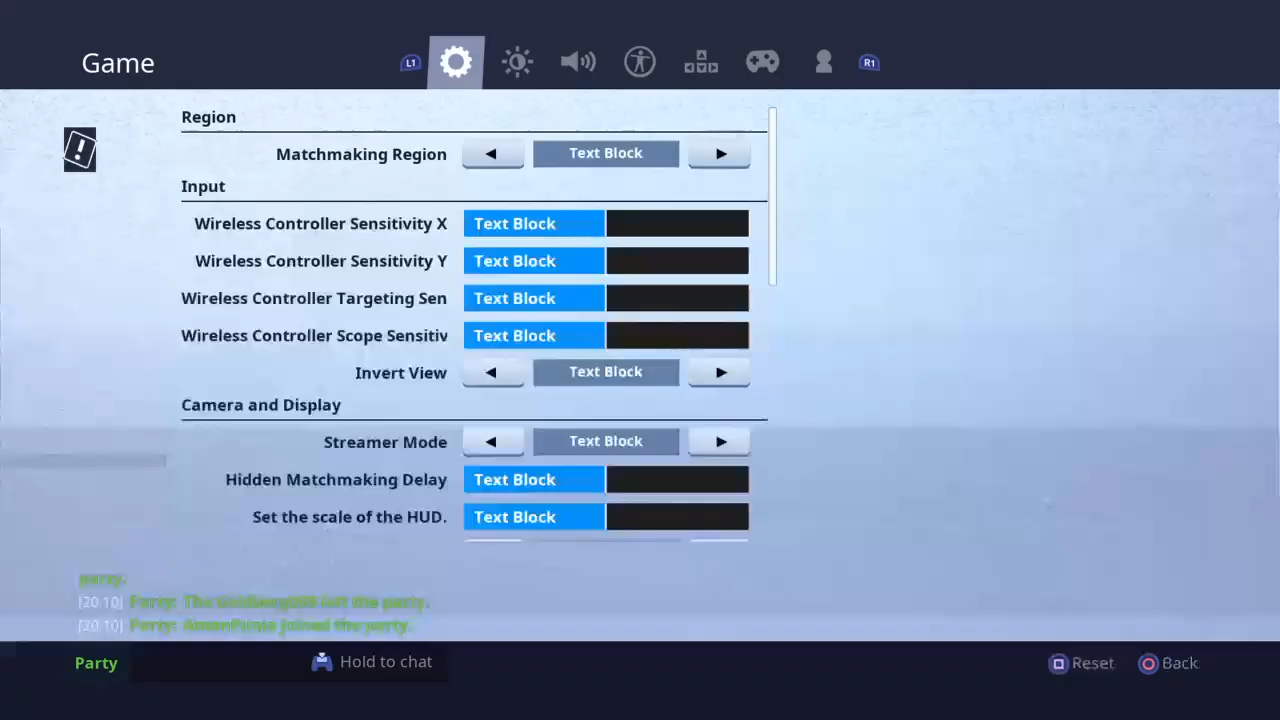 Game
L1
R1
Region
Matchmaking Region
Text Block
Input
Wireless Controller Sensitivity X
Text Block
Wireless Controller Sensitivity Y
Text Block
Wireless Controller Targeting Sen
Text Block
Wireless Controller Scope Sensitiv
Text Block
Invert View
Text Block
Camera and Display
Streamer Mode
Text Block
Hidden Matchmaking Delay
Text Block
Set the scale of the HUD.
Text Block
party.
[20:10] Party: The left the party.
[20:10] Party: joined the party.
Party
Hold to chat
Reset
Back